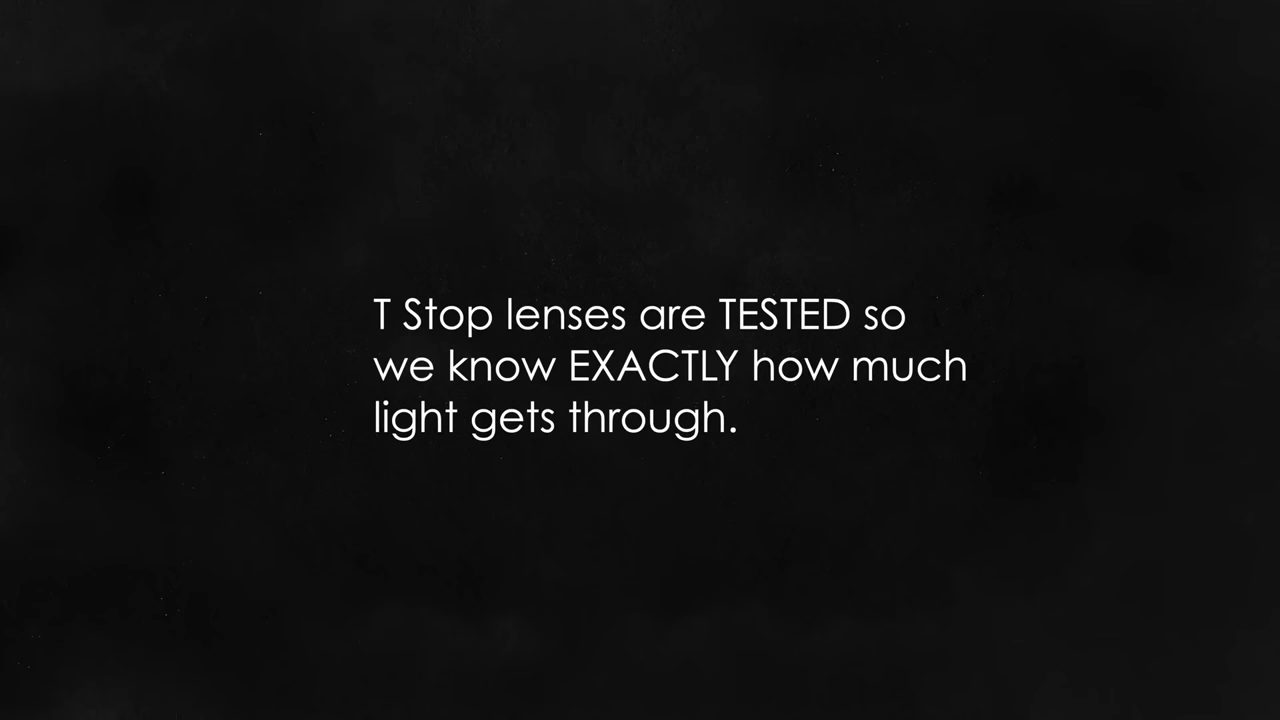 T Stop lenses are TESTED so
we know EXACTLY how much
light gets through.